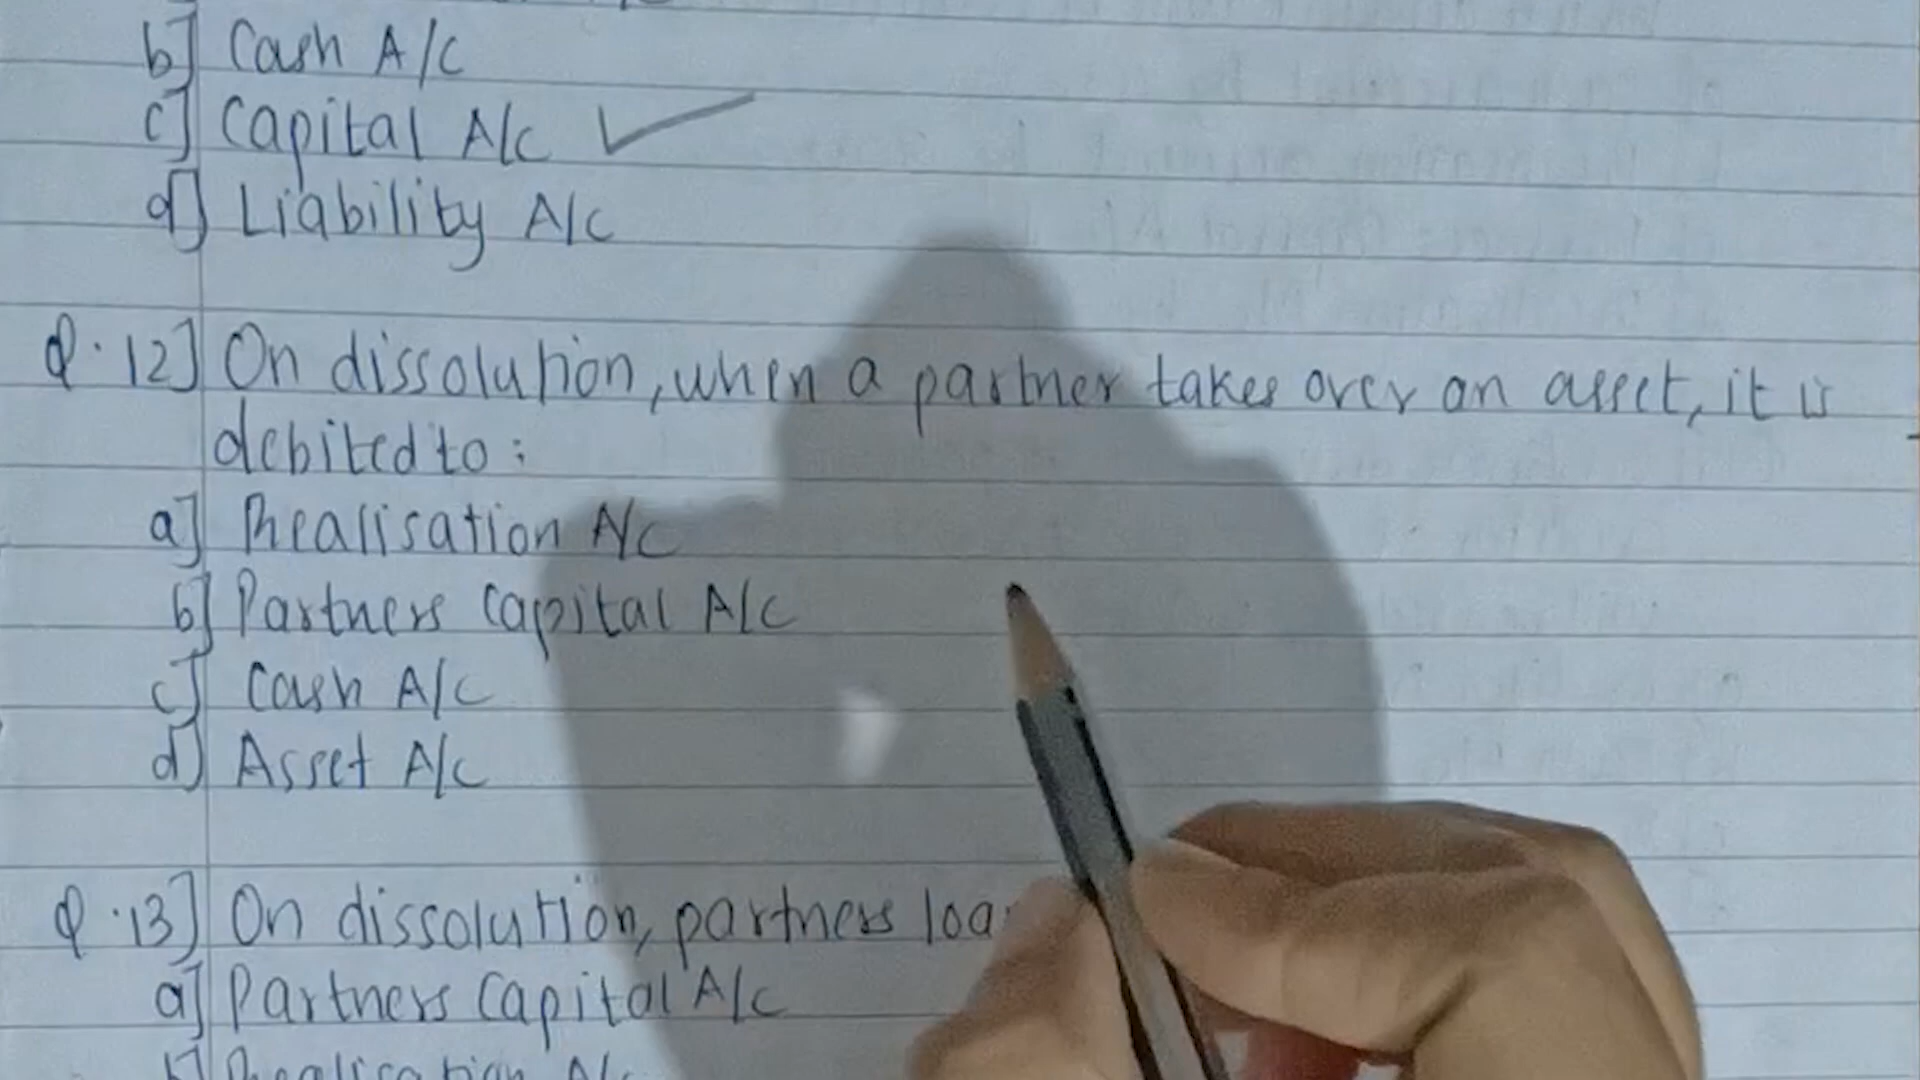 b] Cash A/c
c] Capital A/c
d] Liability A/c
Q.12] On dissolution, when a partner takes over an asset, it is
debited to :
a] Realisation A/c
b] Partners Capital A/c
c] Cash A/c
d] Asset A/c
Q.13] On dissolution, partners loa
a] Partners Capital A/c
b] Realisation A/c